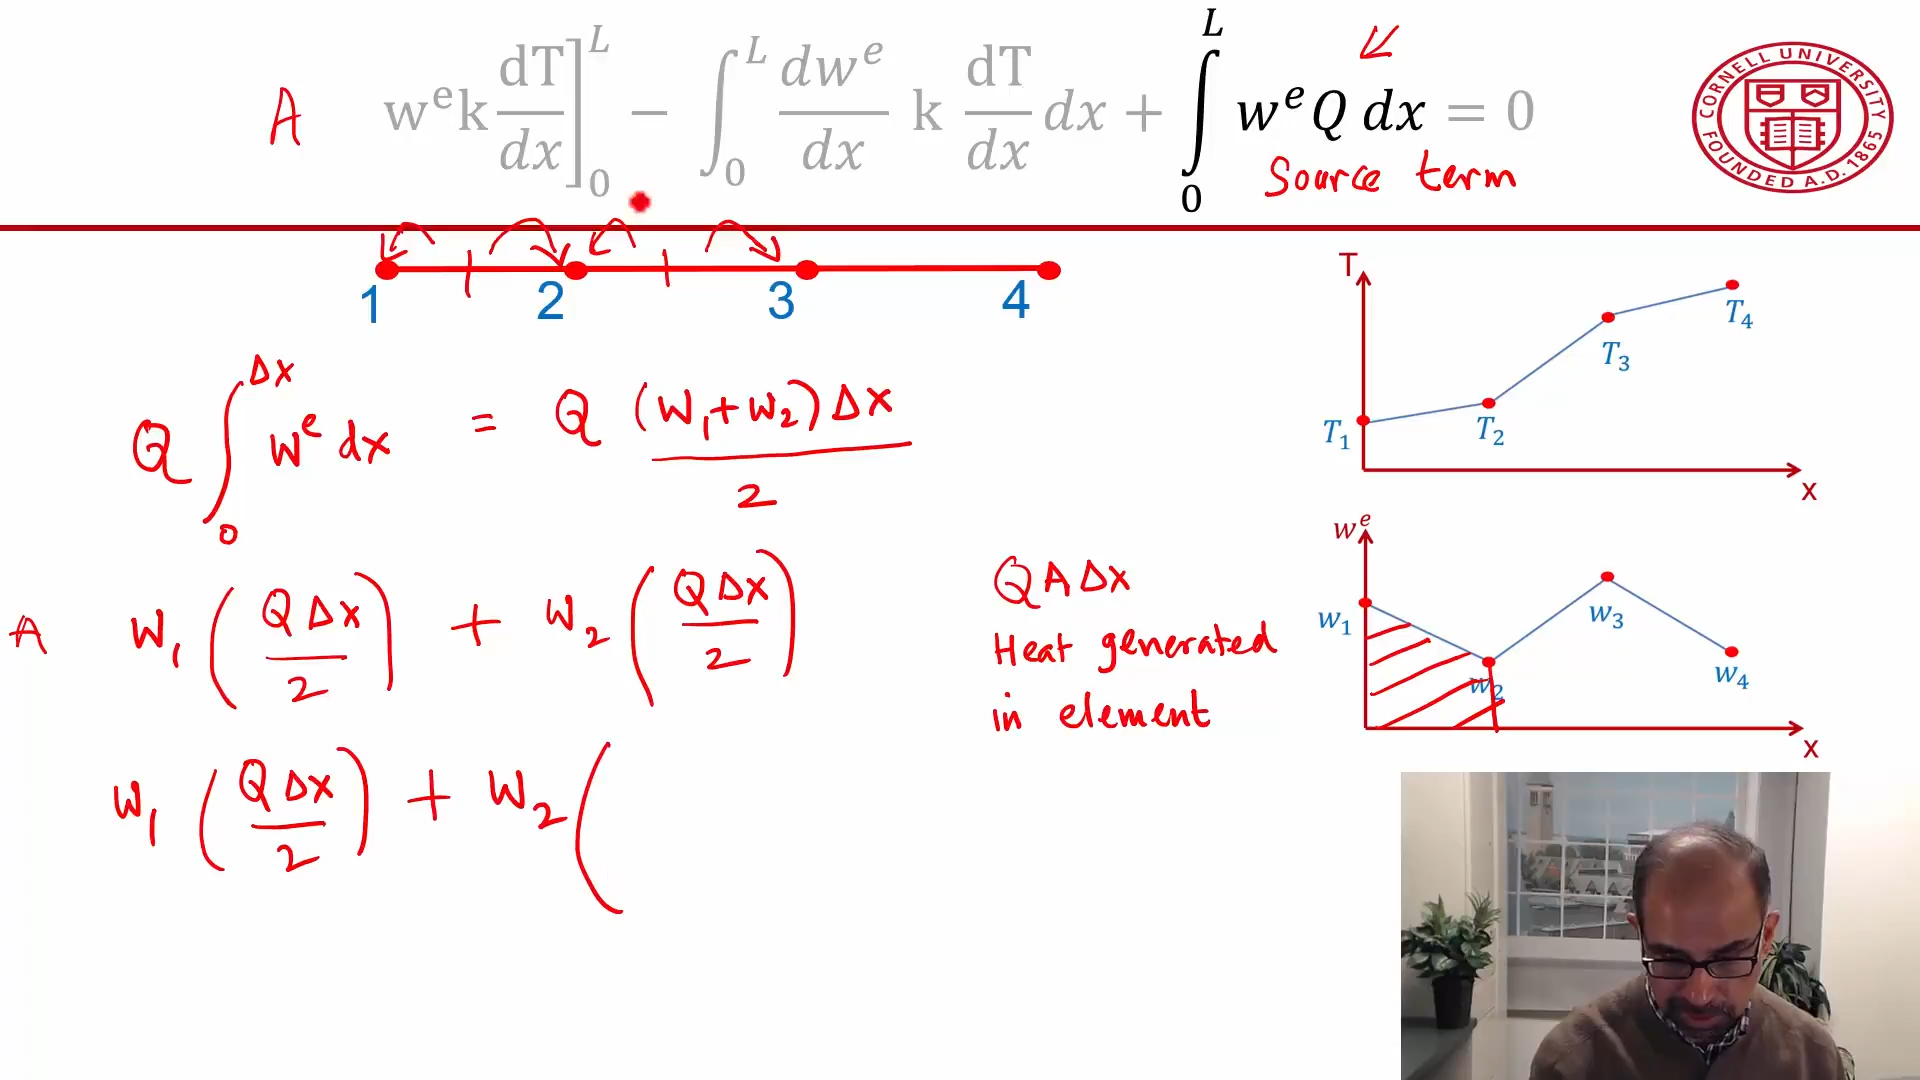 A w^e k dT/dx ]_0^L − ∫_0^L dw^e/dx k dT/dx dx + ∫_0^L w^e Q dx = 0
Source term
CORNELL UNIVERSITY
FOUNDED A.D. 1865
1 2 3 4
Q ∫_0^Δx w^e dx = Q (w_1+w_2)Δx / 2
A w_1 (QΔx/2) + w_2 (QΔx/2)
w_1 (QΔx/2) + w_2 (
QAΔx
Heat generated
in element
T
T_1 T_2 T_3 T_4
x
w^e
w_1 w_2 w_3 w_4
x